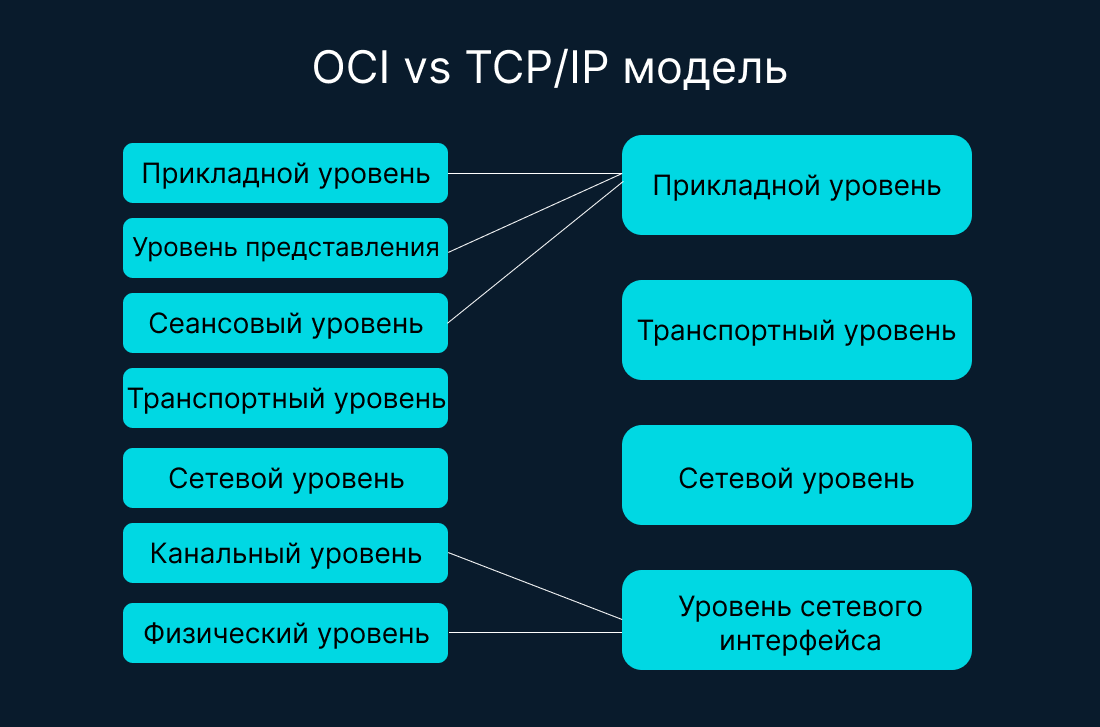 OCI vs TCP/IP модель
Прикладной уровень
Уровень представления
Сеансовый уровень
Транспортный уровень
Сетевой уровень
Канальный уровень
Физический уровень
Прикладной уровень
Транспортный уровень
Сетевой уровень
Уровень сетевого
интерфейса